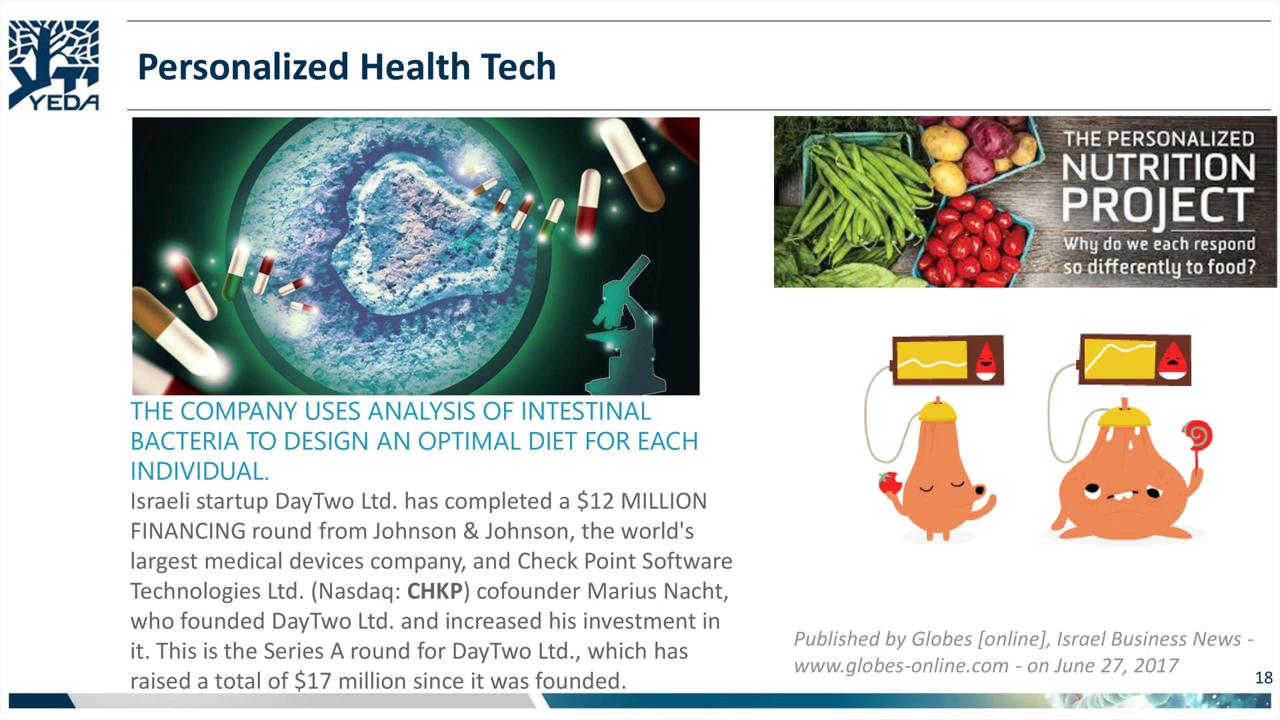 YEDA
Personalized Health Tech
THE PERSONALIZED
NUTRITION
PROJECT
Why do we each respond
so differently to food?
THE COMPANY USES ANALYSIS OF INTESTINAL
BACTERIA TO DESIGN AN OPTIMAL DIET FOR EACH
INDIVIDUAL.
Israeli startup DayTwo Ltd. has completed a $12 MILLION
FINANCING round from Johnson & Johnson, the world's
largest medical devices company, and Check Point Software
Technologies Ltd. (Nasdaq: CHKP) cofounder Marius Nacht,
who founded DayTwo Ltd. and increased his investment in
it. This is the Series A round for DayTwo Ltd., which has
raised a total of $17 million since it was founded.
Published by Globes [online], Israel Business News -
www.globes-online.com - on June 27, 2017
18